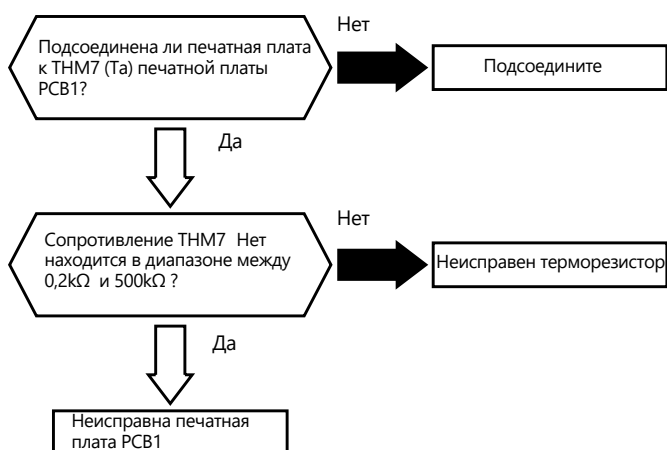 Нет
Подсоединена ли печатная плата
к THM7 (Ta) печатной платы
PCB1?
Подсоедините
Да
Нет
Сопротивление THM7 Нет
находится в диапазоне между
0,2kΩ и 500kΩ ?
Неисправен терморезистор
Да
Неисправна печатная
плата PCB1